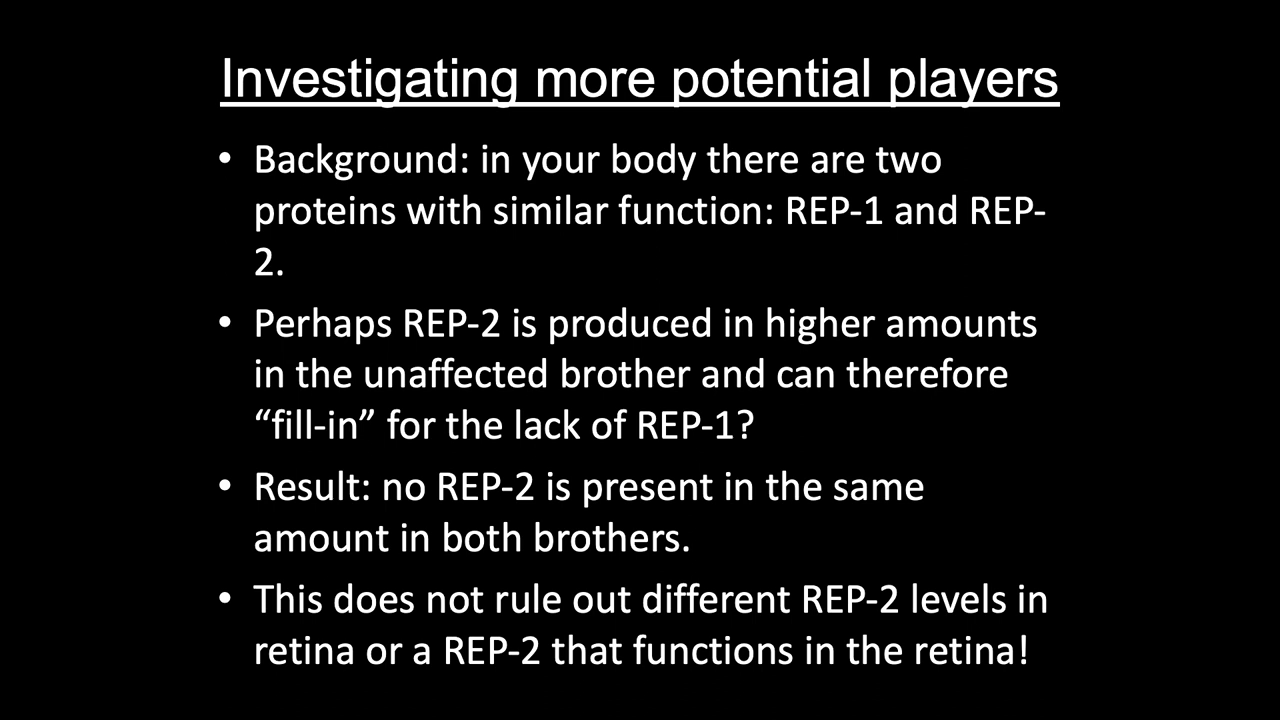 Investigating more potential players
• Background: in your body there are two
proteins with similar function: REP-1 and REP-
2.
• Perhaps REP-2 is produced in higher amounts
in the unaffected brother and can therefore
“fill-in” for the lack of REP-1?
• Result: no REP-2 is present in the same
amount in both brothers.
• This does not rule out different REP-2 levels in
retina or a REP-2 that functions in the retina!